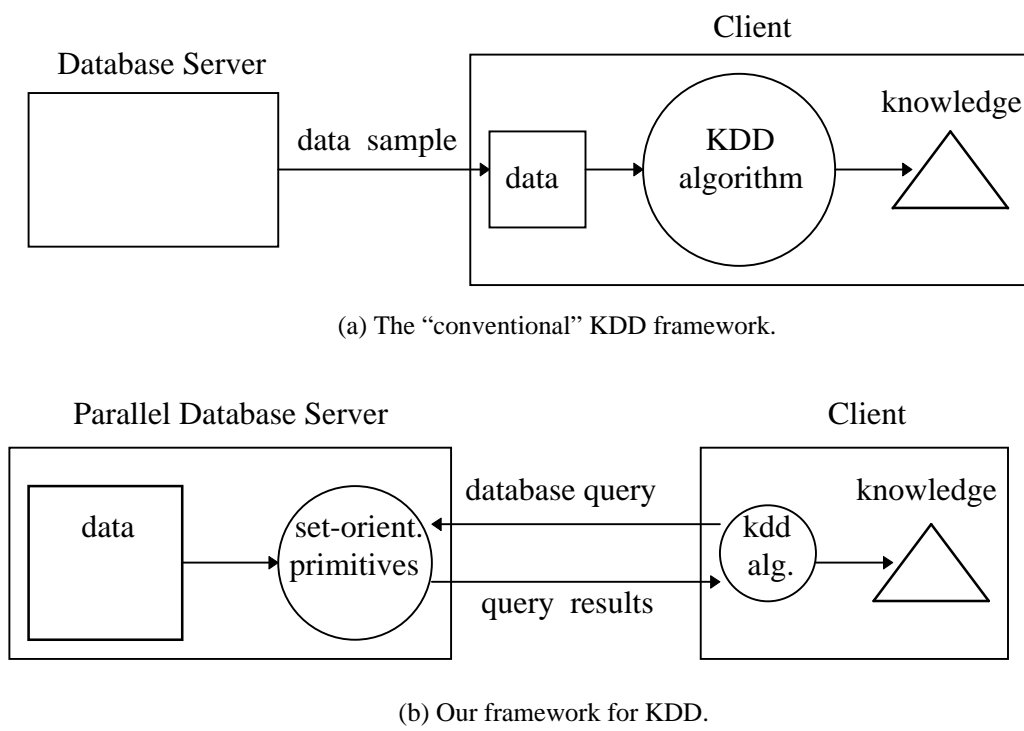 Client
Database Server
knowledge
data sample
KDD
algorithm
data
(a) The “conventional” KDD framework.
Parallel Database Server
Client
data
set-orient.
primitives
database query
query results
kdd
alg.
knowledge
(b) Our framework for KDD.